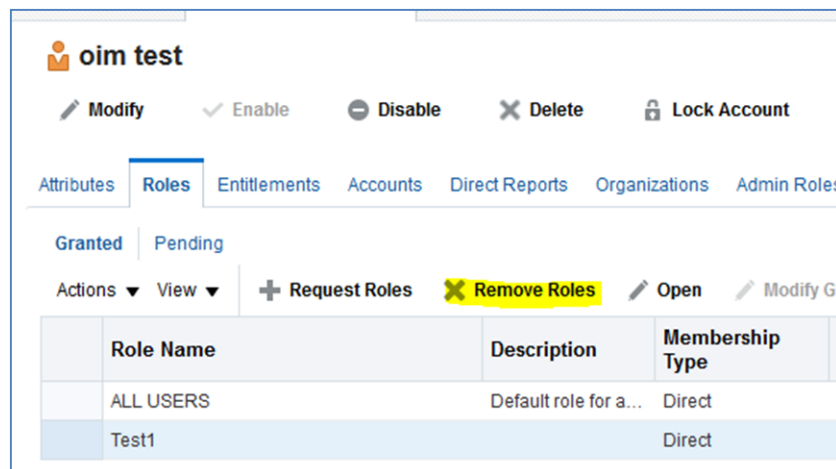 oim test
Modify Enable Disable Delete Lock Account
Attributes Roles Entitlements Accounts Direct Reports Organizations Admin Roles
Granted Pending
Actions View Request Roles Remove Roles Open Modify G
Role Name Description Membership Type
ALL USERS Default role for a... Direct
Test1 Direct